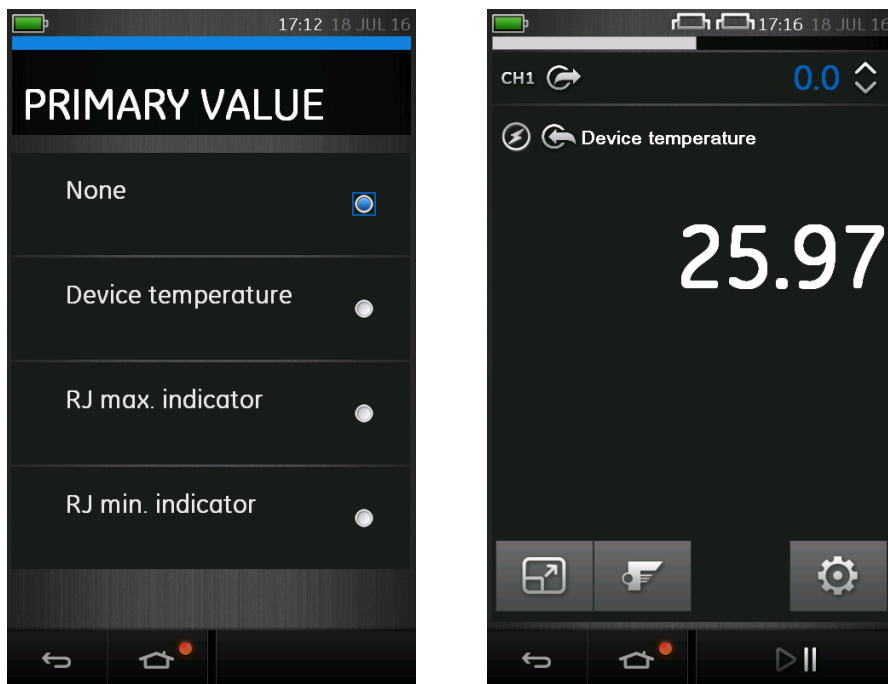 17:12 18 JUL 16
PRIMARY VALUE
None
Device temperature
RJ max. indicator
RJ min. indicator
17:16 18 JUL 16
CH1 0.0
Device temperature
25.97